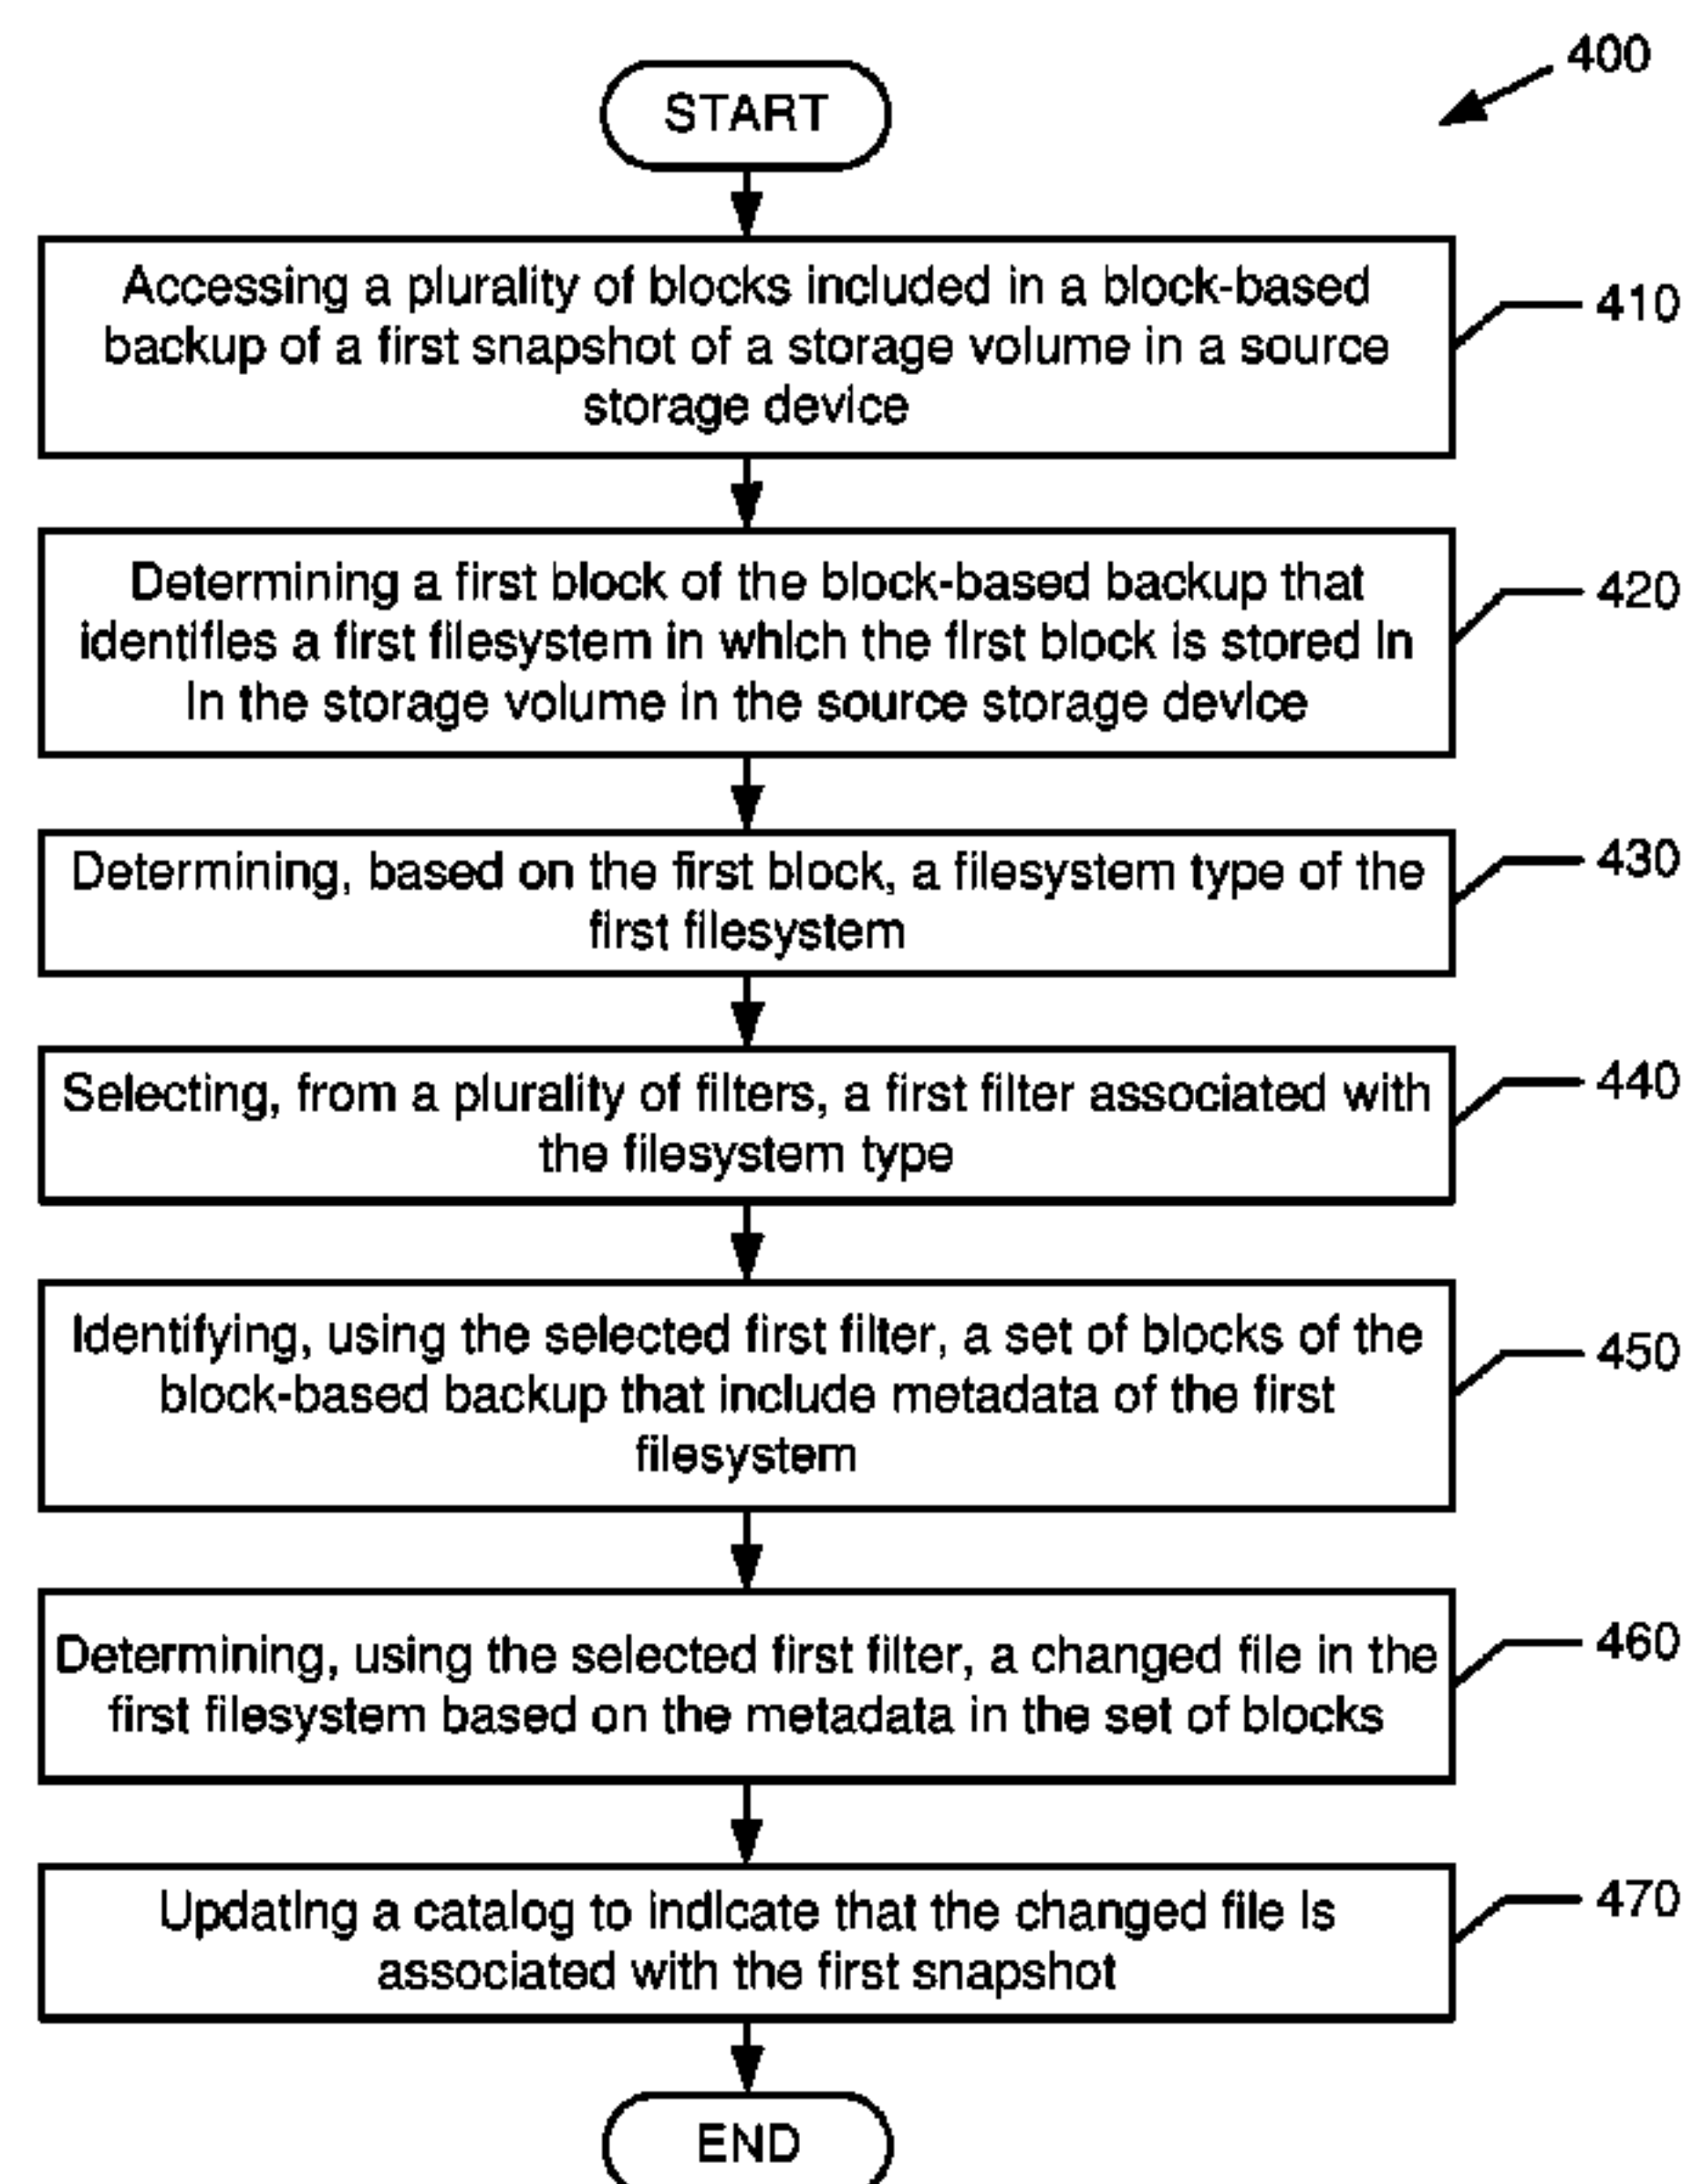 400
START
Accessing a plurality of blocks included in a block-based
backup of a first snapshot of a storage volume in a source
storage device
410
Determining a first block of the block-based backup that
identifies a first filesystem in which the first block is stored in
in the storage volume in the source storage device
420
Determining, based on the first block, a filesystem type of the
first filesystem
430
Selecting, from a plurality of filters, a first filter associated with
the filesystem type
440
Identifying, using the selected first filter, a set of blocks of the
block-based backup that include metadata of the first
filesystem
450
Determining, using the selected first filter, a changed file in the
first filesystem based on the metadata in the set of blocks
460
Updating a catalog to indicate that the changed file is
associated with the first snapshot
470
END